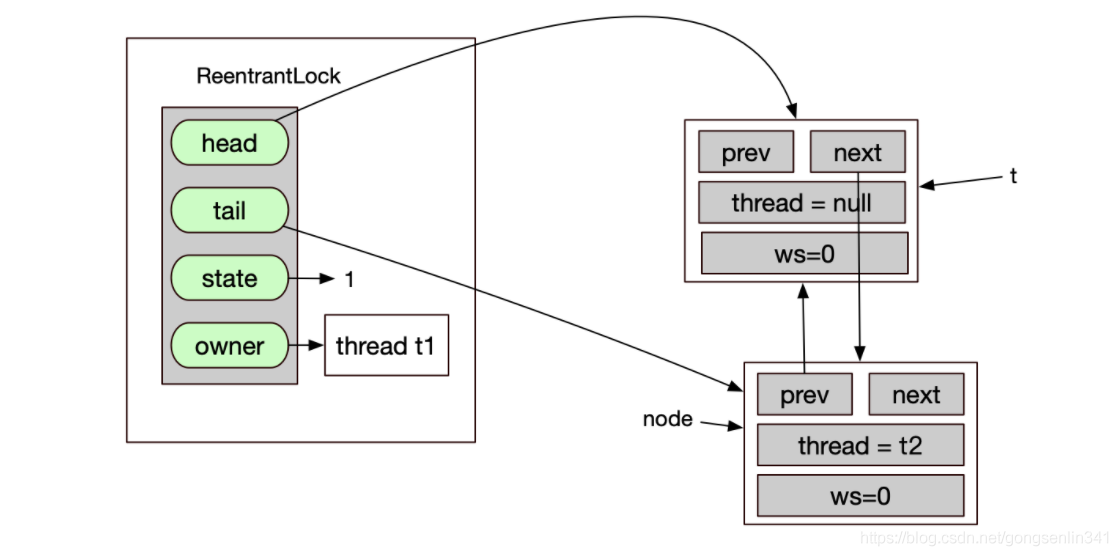 ReentrantLock
head
tail
state
1
owner
thread t1
prev
next
t
thread = null
ws=0
node
prev
next
thread = t2
ws=0
https://blog.csdn.net/gongsenlin341